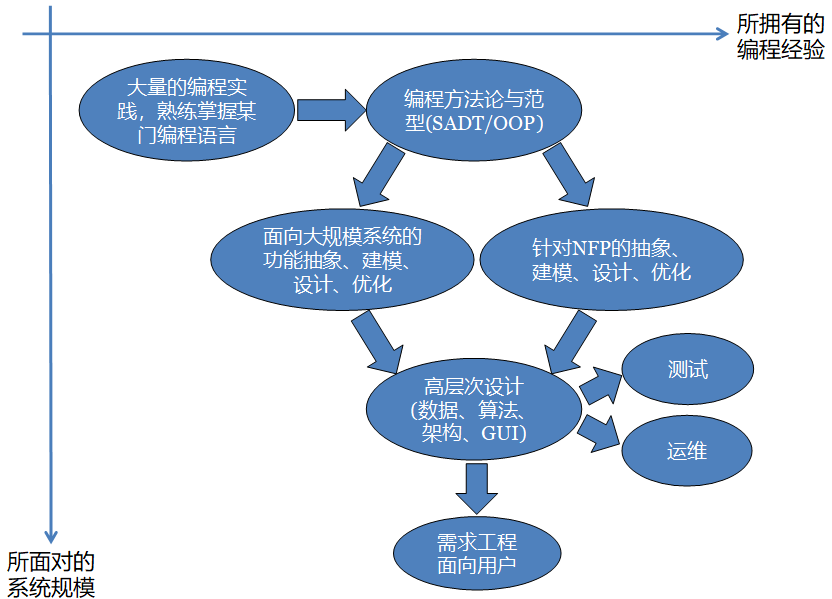 所拥有的
编程经验
大量的编程实
践，熟练掌握某
门编程语言
编程方法论与范
型(SADT/OOP)
面向大规模系统的
功能抽象、建模、
设计、优化
针对NFP的抽象、
建模、设计、优化
高层次设计
(数据、算法、
架构、GUI)
测试
运维
需求工程
面向用户
所面对的
系统规模